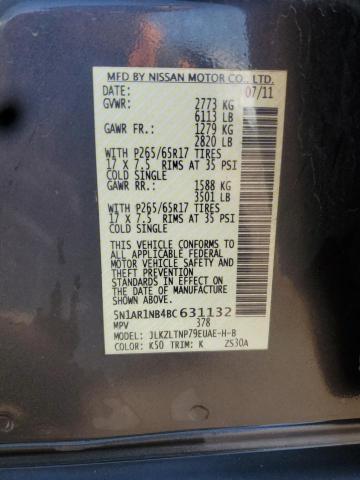 MFD BY NISSAN MOTOR CO., LTD.
DATE: 07/11
GVWR: 2773 KG
6113 LB
GAWR FR.: 1279 KG
2820 LB
WITH P265/65R17 TIRES
17 X 7.5 RIMS AT 35 PSI
COLD SINGLE
GAWR RR.: 1588 KG
3501 LB
WITH P265/65R17 TIRES
17 X 7.5 RIMS AT 35 PSI
COLD SINGLE
THIS VEHICLE CONFORMS TO
ALL APPLICABLE FEDERAL
MOTOR VEHICLE SAFETY AND
THEFT PREVENTION
STANDARDS IN EFFECT ON
THE DATE OF MANUFACTURE
SHOWN ABOVE.
5N1AR1NB4BC631132
MPV 378
MODEL: JLKZLTNP79EUAE-H-B
COLOR: K50 TRIM: K ZS30A